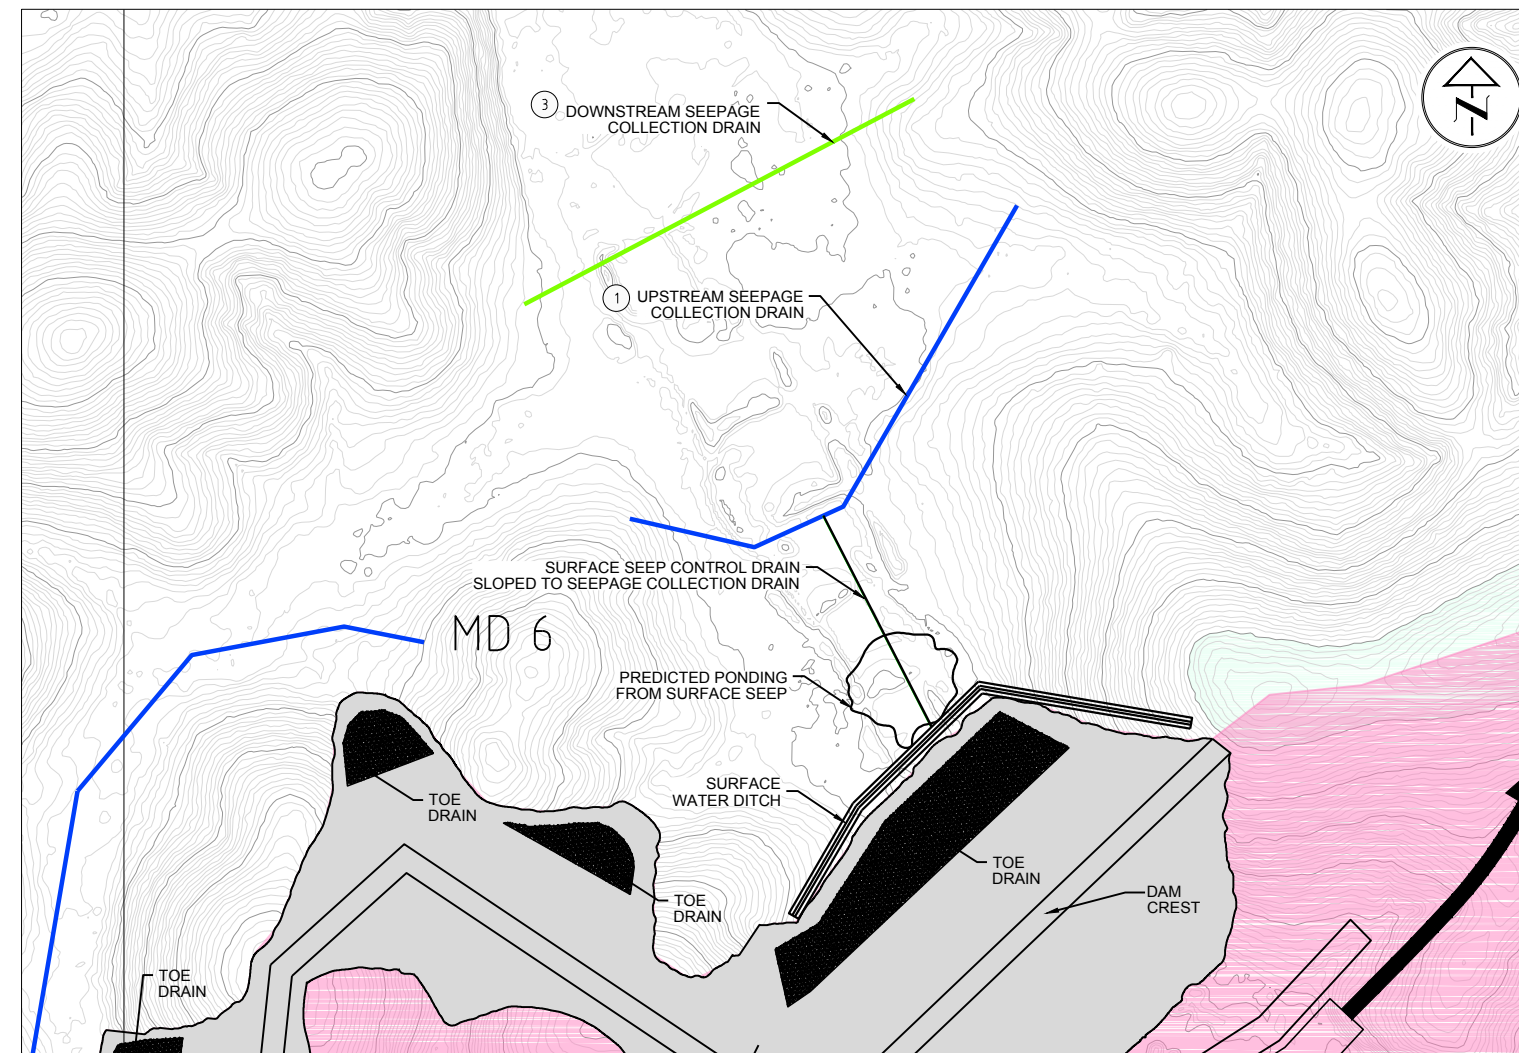 3
DOWNSTREAM SEEPAGE
COLLECTION DRAIN
N
1
UPSTREAM SEEPAGE
COLLECTION DRAIN
SURFACE SEEP CONTROL DRAIN
SLOPED TO SEEPAGE COLLECTION DRAIN
MD 6
PREDICTED PONDING
FROM SURFACE SEEP
SURFACE
WATER DITCH
TOE
DRAIN
TOE
DRAIN
TOE
DRAIN
DAM
CREST
TOE
DRAIN